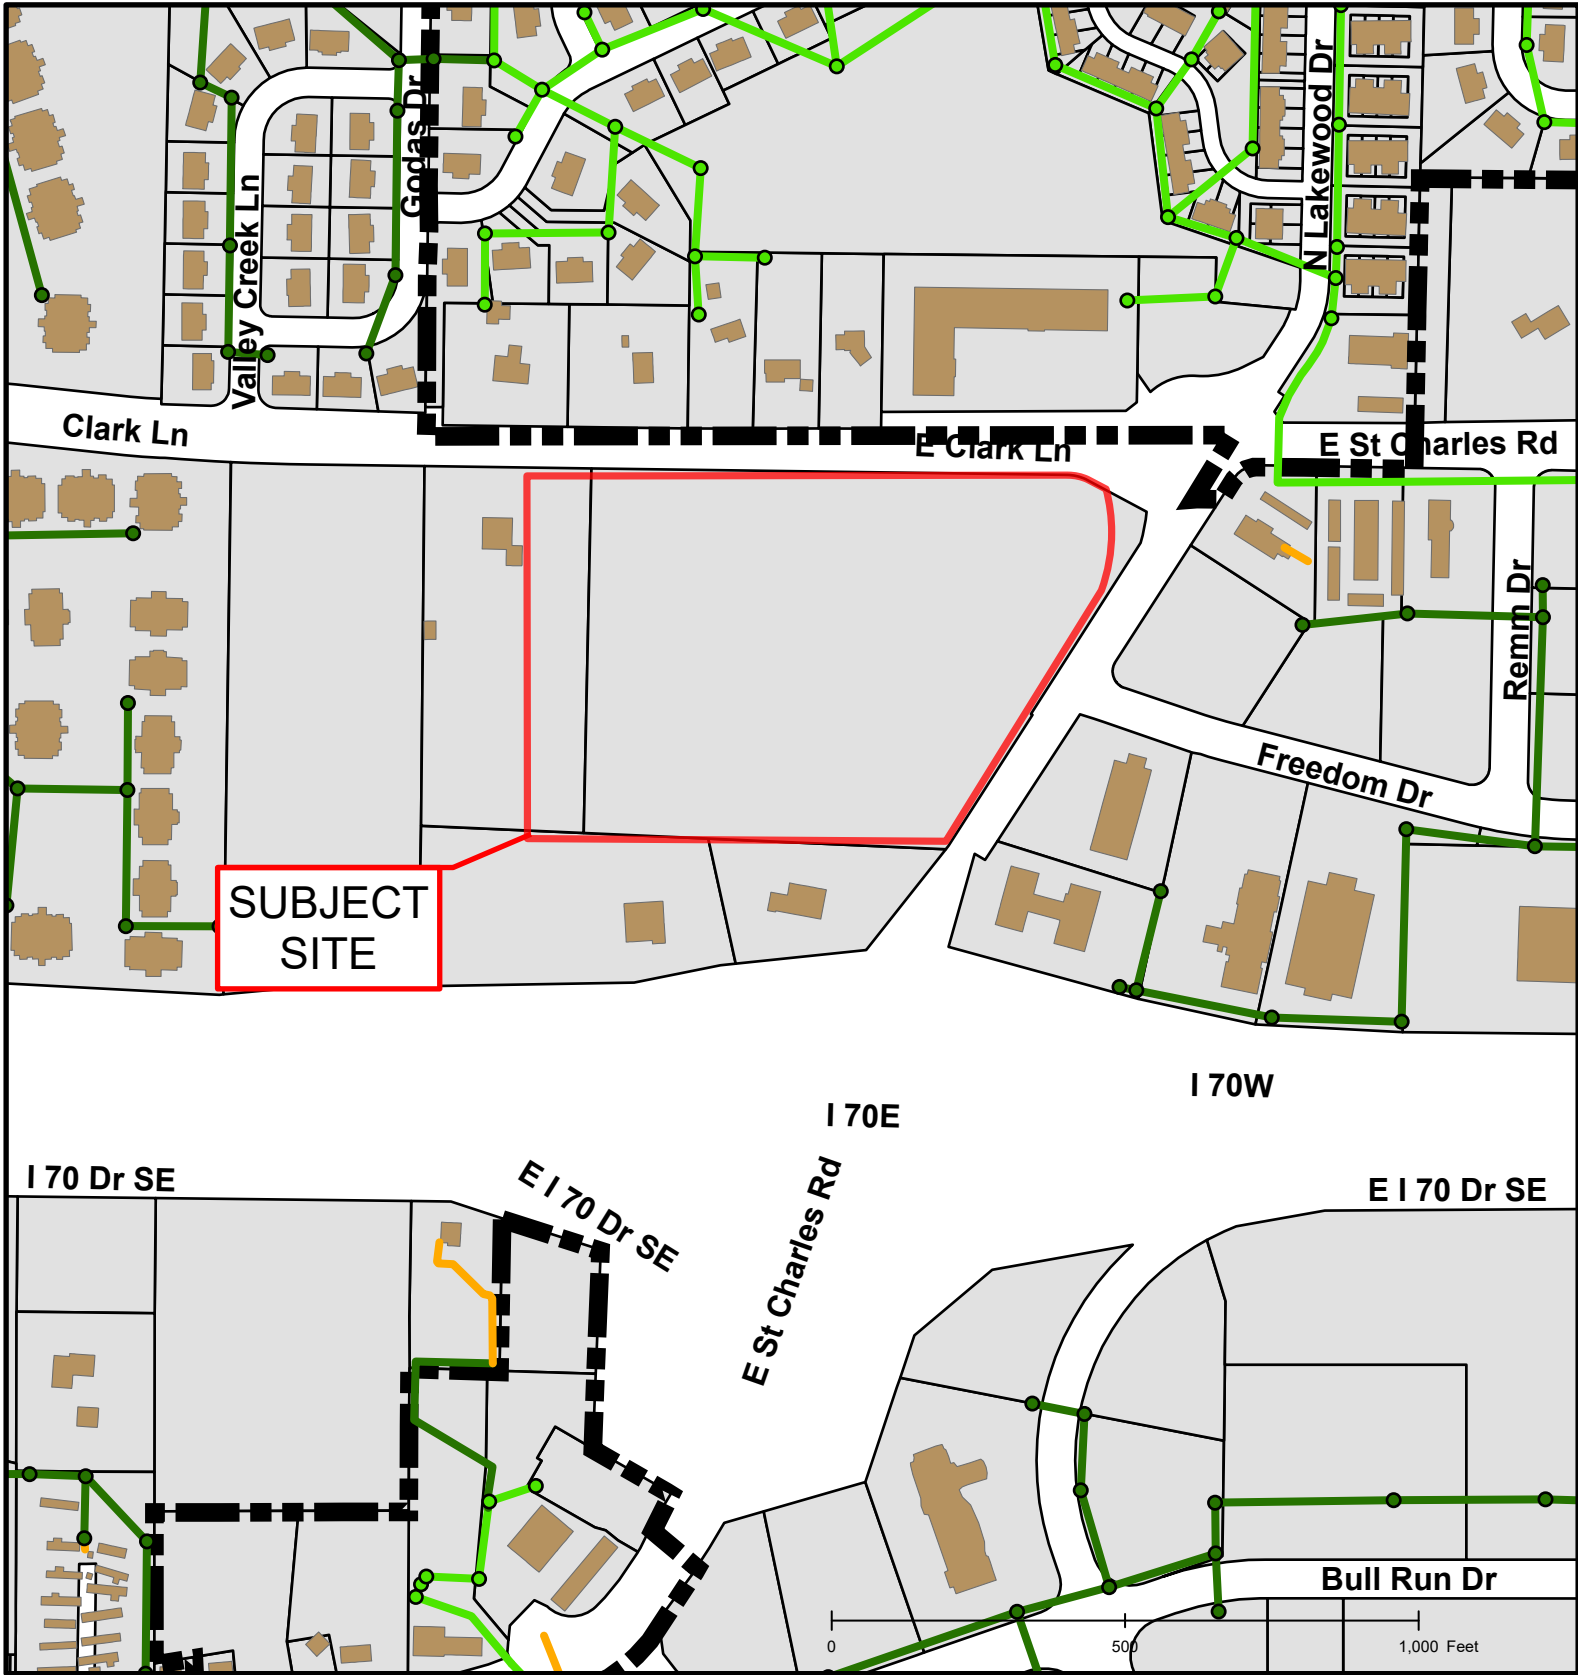 Godas Dr
Valley Creek Ln
N Lakewood Dr
Clark Ln
E Clark Ln
E St Charles Rd
Remm Dr
Freedom Dr
SUBJECT
SITE
I 70W
I 70E
I 70 Dr SE
E I 70 Dr SE
E I 70 Dr SE
E St Charles Rd
Bull Run Dr
0 500 1,000 Feet